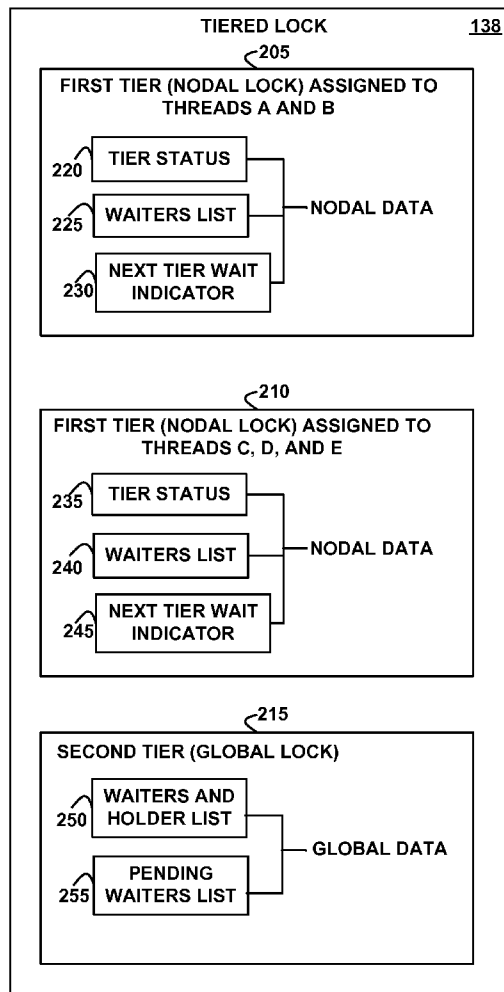 TIERED LOCK
138
205
FIRST TIER (NODAL LOCK) ASSIGNED TO
THREADS A AND B
220
TIER STATUS
225
WAITERS LIST
NODAL DATA
230
NEXT TIER WAIT
INDICATOR
210
FIRST TIER (NODAL LOCK) ASSIGNED TO
THREADS C, D, AND E
235
TIER STATUS
240
WAITERS LIST
NODAL DATA
245
NEXT TIER WAIT
INDICATOR
215
SECOND TIER (GLOBAL LOCK)
250
WAITERS AND
HOLDER LIST
GLOBAL DATA
255
PENDING
WAITERS LIST